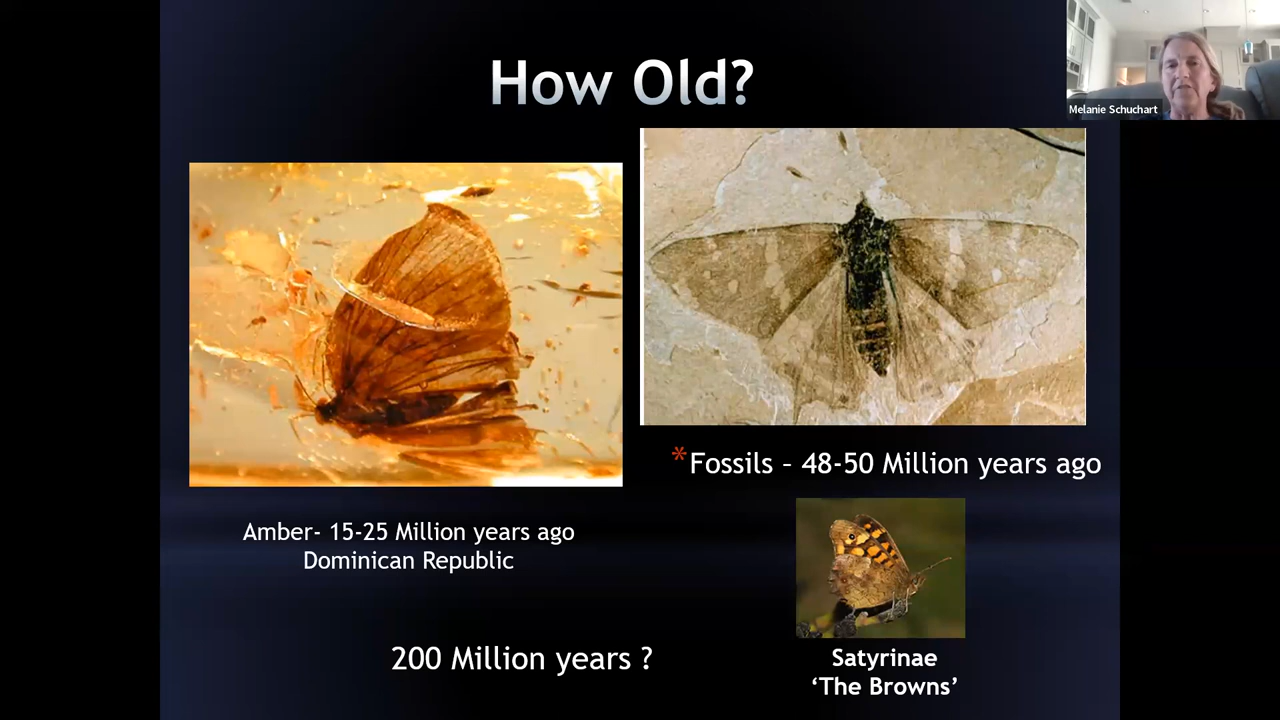 How Old?
Melanie Schuchart
*Fossils – 48-50 Million years ago
Amber- 15-25 Million years ago
Dominican Republic
200 Million years ?
Satyrinae
‘The Browns’